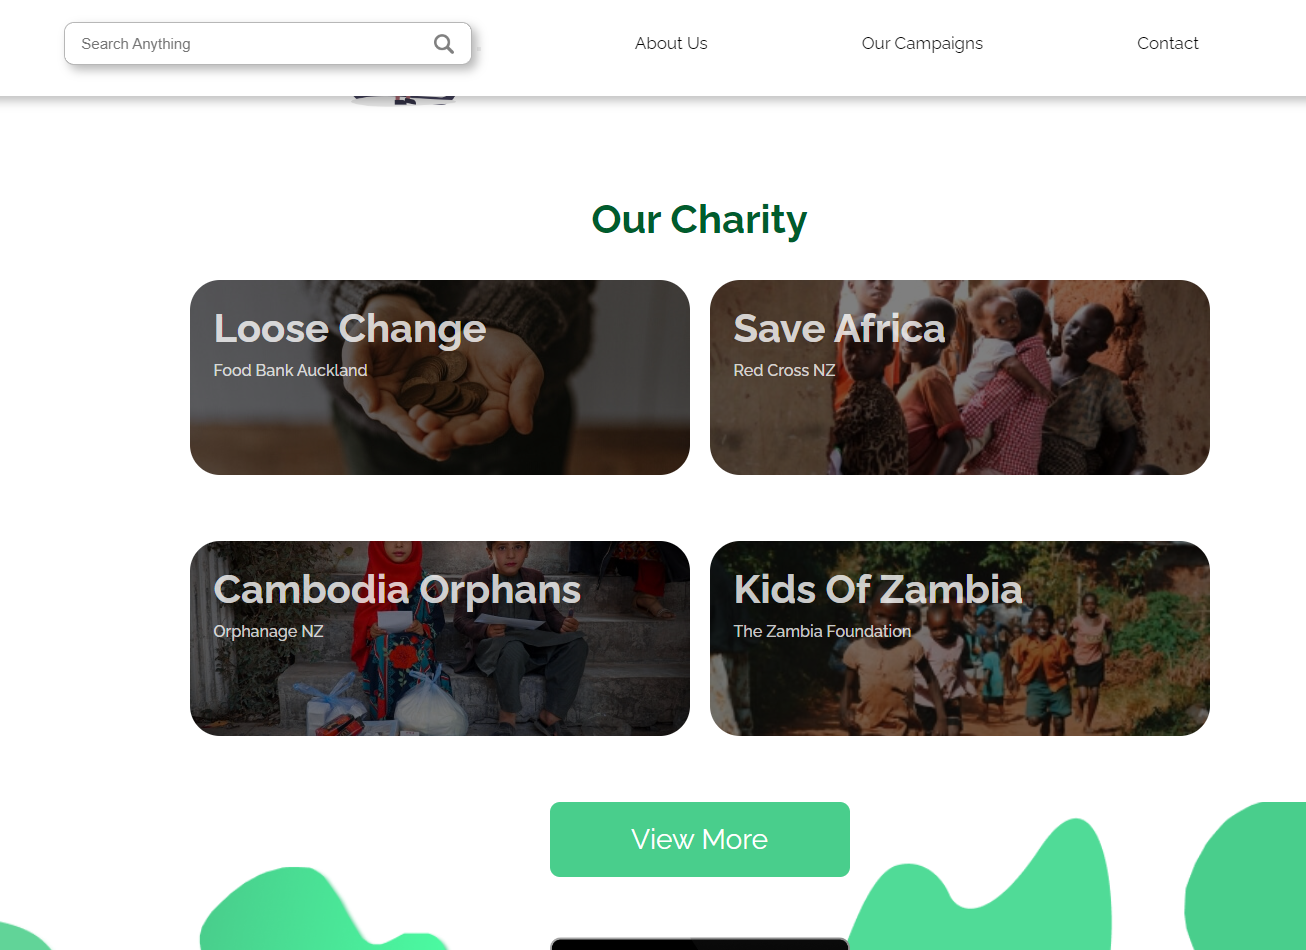 Search Anything
About Us
Our Campaigns
Contact
Our Charity
Loose Change
Food Bank Auckland
Save Africa
Red Cross NZ
Cambodia Orphans
Orphanage NZ
Kids Of Zambia
The Zambia Foundation
View More